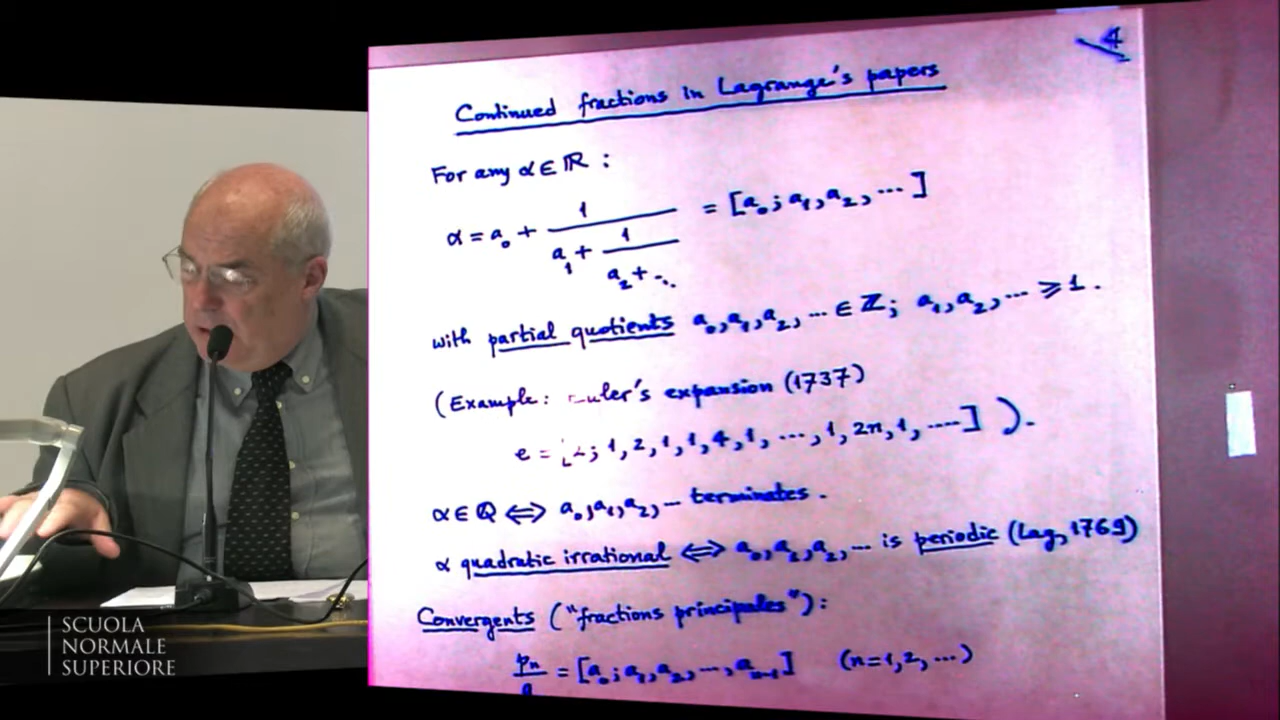 4
Continued fractions in Lagrange's papers
For any α ∈ ℝ :
α = a₀ + 1/(a₁ + 1/(a₂ + ⋱)) = [a₀; a₁, a₂, ⋯]
with partial quotients a₀, a₁, a₂, ⋯ ∈ ℤ; a₁, a₂, ⋯ ⩾ 1.
(Example: Euler's expansion (1737)
e = [2; 1, 2, 1, 1, 4, 1, ⋯, 1, 2n, 1, ⋯] ).
α ∈ ℚ ⟺ a₀, a₁, a₂, ⋯ terminates.
α quadratic irrational ⟺ a₀, a₁, a₂, ⋯ is periodic (Lag, 1769)
Convergents ("fractions principales"):
pₙ/q = [a₀; a₁, a₂, ⋯, aₙ₋₁] (n=1, 2, ⋯)
SCUOLA
NORMALE
SUPERIORE